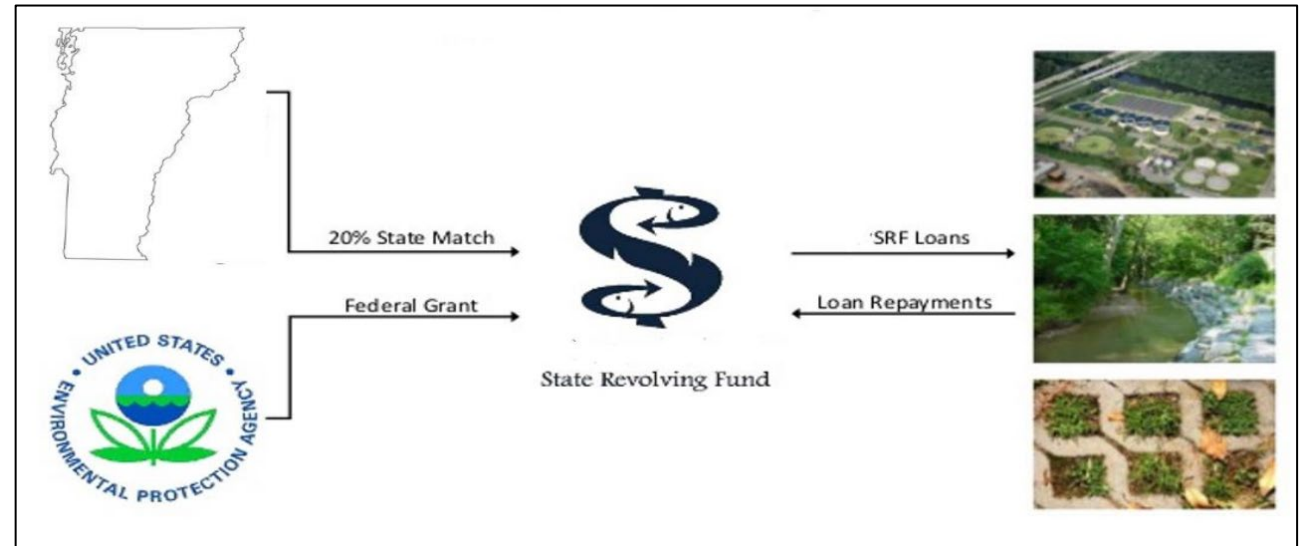 20% State Match
Federal Grant
UNITED STATES
ENVIRONMENTAL PROTECTION AGENCY
State Revolving Fund
SRF Loans
Loan Repayments